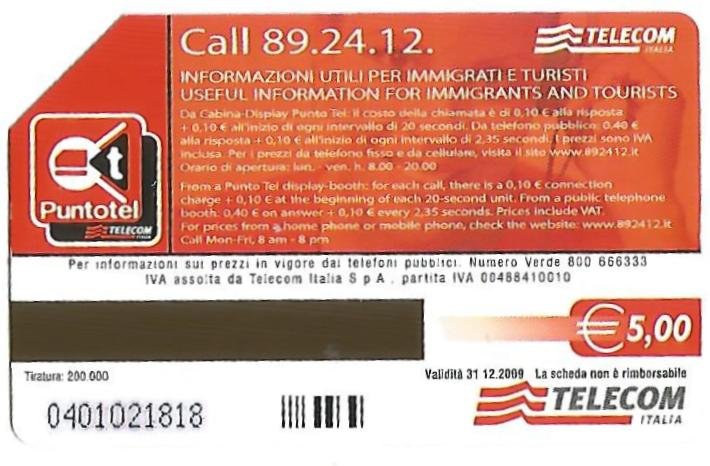 Call 89.24.12.
TELECOM
ITALIA
INFORMAZIONI UTILI PER IMMIGRATI E TURISTI
USEFUL INFORMATION FOR IMMIGRANTS AND TOURISTS
Da Cabina-Display Punto Tel: il costo della chiamata è di 0,10 € alla risposta
+ 0,10 € all'inizio di ogni intervallo di 20 secondi. Da telefono pubblico: 0,40 €
alla risposta + 0,10 € all'inizio di ogni intervallo di 2,35 secondi. I prezzi sono IVA
inclusa. Per i prezzi da telefono fisso e da cellulare, visita il sito www.892412.it
Orario di apertura: lun. - ven. h. 8.00 - 20.00
From a Punto Tel display-booth: for each call, there is a 0,10 € connection
charge + 0,10 € at the beginning of each 20-second unit. From a public telephone
booth: 0,40 € on answer + 0,10 € every 2,35 seconds. Prices include VAT.
For prices from a home phone or mobile phone, check the website: www.892412.it
Call Mon-Fri, 8 am - 8 pm
t
Puntotel
TELECOM
ITALIA
Per informazioni sui prezzi in vigore dai telefoni pubblici. Numero Verde 800 666333
IVA assolta da Telecom Italia S p A . partita IVA 00488410010
€ 5,00
Tiratura: 200.000
Validità 31 12.2009 La scheda non è rimborsabile
0401021818
TELECOM
ITALIA